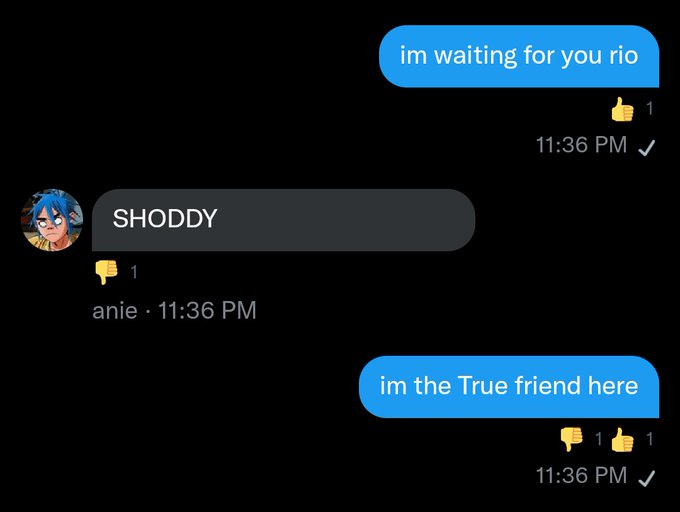 im waiting for you rio
👍 1
11:36 PM ✓
SHODDY
👎 1
anie · 11:36 PM
im the True friend here
👎 1 👍 1
11:36 PM ✓